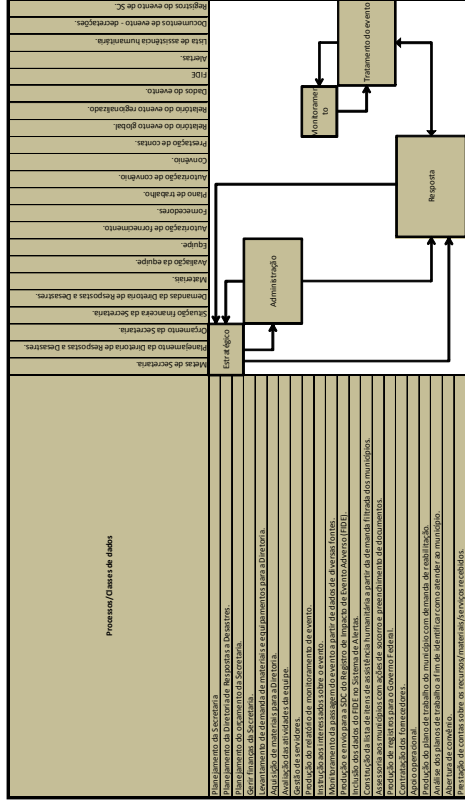 Processos/Classes de dados
Metas de Secretaria.
Planejamento da Diretoria de Respostas a Desastres.
Orçamento da Secretaria.
Situação financeira da Secretaria.
Demandas da Diretoria de Respostas a Desastres.
Materiais.
Avaliação da equipe.
Equipe.
Autorização de fornecimento.
Fornecedores.
Plano de trabalho.
Autorização de convênio.
Convênio.
Prestação de contas.
Relatório do evento global.
Relatório do evento regionalizado.
Dados do evento.
FIDE
Alertas.
Lista de assistência humanitária.
Documentos de evento - decretações.
Registros do evento de SC.
Planejamento da Secretaria
Planejamento da Diretoria de Respostas a Desastres.
Planejamento do orçamento da Secretaria.
Gerir finanças da Secretaria.
Levantamento de demanda de materiais e equipamentos para a Diretoria.
Aquisição de materiais para a Diretoria.
Avaliação das atividades da equipe.
Gestão de servidores.
Produção do relatório de monitoramento de evento.
Instrução aos interessados sobre o evento.
Monitoramento da passagem do evento a partir de dados de diversas fontes.
Produção e envio para a SDC do Registro de Impacto de Evento Adverso (FIDE).
Inclusão dos dados do FIDE no Sistema de Alertas.
Construção da lista de itens de assistência humanitária a partir da demanda filtrada dos municípios.
Assessoria aos municípios com ações de socorro e preenchimento de documentos.
Produção de registros para o Governo Federal.
Contratação dos fornecedores.
Apoio operacional.
Produção do plano de trabalho do município com demanda de reabilitação.
Análise dos planos de trabalho a fim de identificar como atender ao município.
Abertura de convênio
Prestação de contas sobre os recursos/materiais/serviços recebidos.
Estratégico
Administração
Monitoramen
to
Tratamento do evento
Resposta